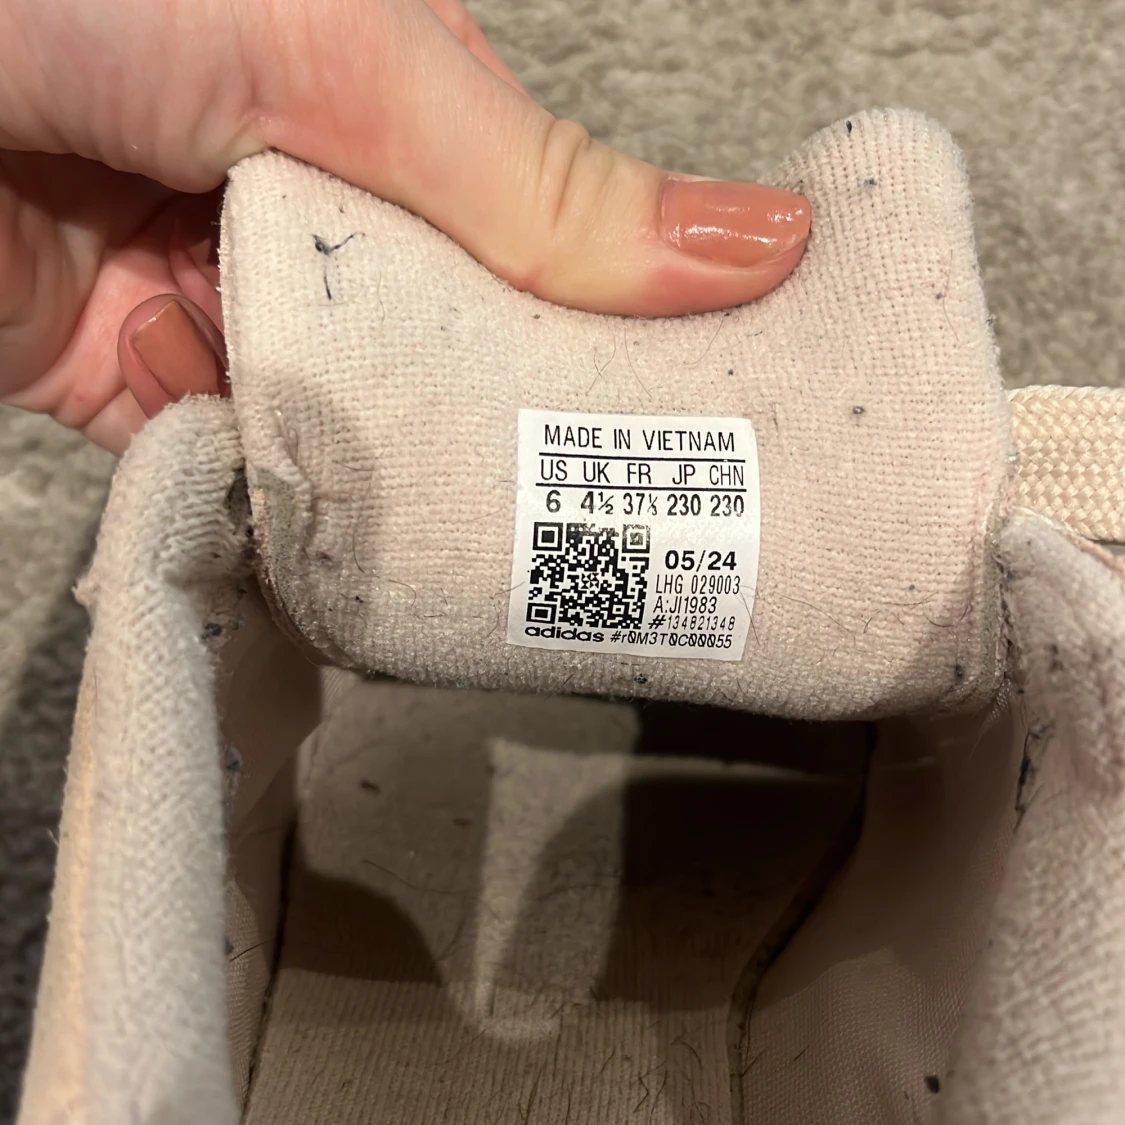 MADE IN VIETNAM
US UK FR JP CHN
6 4½ 37⅓ 230 230
05/24
LHG 029003
A:JI1983
#134821348
adidas #r0M3T0C00055